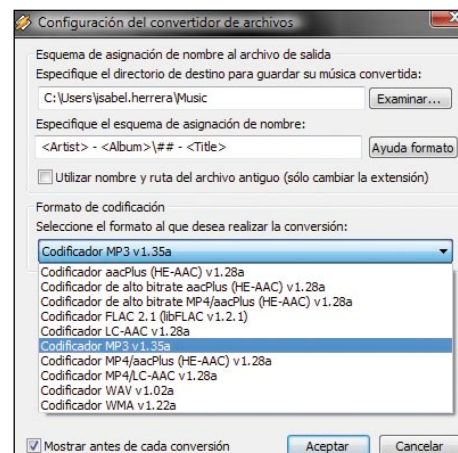 Configuración del convertidor de archivos
Esquema de asignación de nombre al archivo de salida
Especifique el directorio de destino para guardar su música convertida:
C:\Users\isabel.herrera\Music
Examinar...
Especifique el esquema de asignación de nombre:
<Artist> - <Album>\## - <Title>
Ayuda formato
Utilizar nombre y ruta del archivo antiguo (sólo cambiar la extensión)
Formato de codificación
Seleccione el formato al que desea realizar la conversión:
Codificador MP3 v1.35a
Codificador aacPlus (HE-AAC) v1.28a
Codificador de alto bitrate aacPlus (HE-AAC) v1.28a
Codificador de alto bitrate MP4/aacPlus (HE-AAC) v1.28a
Codificador FLAC 2.1 (libFLAC v1.2.1)
Codificador LC-AAC v1.28a
Codificador MP3 v1.35a
Codificador MP4/aacPlus (HE-AAC) v1.28a
Codificador MP4/LC-AAC v1.28a
Codificador WAV v1.02a
Codificador WMA v1.22a
Mostrar antes de cada conversión
Aceptar
Cancelar